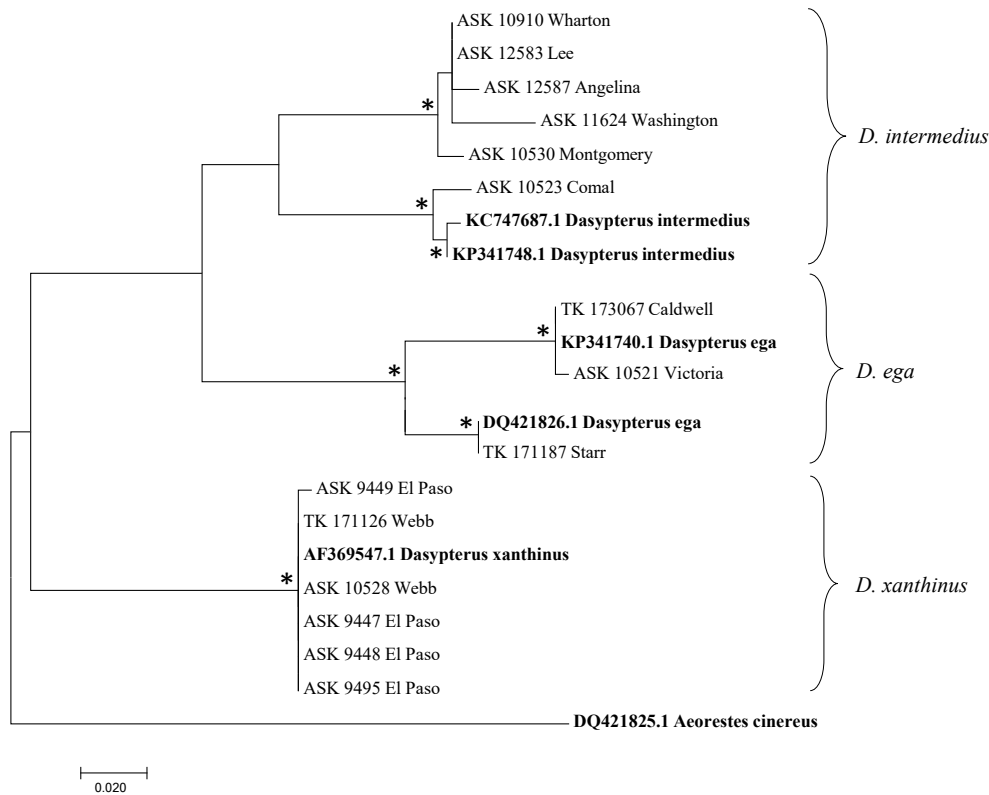 ASK 10910 Wharton
ASK 12583 Lee
ASK 12587 Angelina
* ASK 11624 Washington
ASK 10530 Montgomery
D. intermedius
ASK 10523 Comal
*
KC747687.1 Dasypterus intermedius
* KP341748.1 Dasypterus intermedius
TK 173067 Caldwell
*
KP341740.1 Dasypterus ega
*
ASK 10521 Victoria
D. ega
* DQ421826.1 Dasypterus ega
TK 171187 Starr
ASK 9449 El Paso
TK 171126 Webb
AF369547.1 Dasypterus xanthinus
*
ASK 10528 Webb
D. xanthinus
ASK 9447 El Paso
ASK 9448 El Paso
ASK 9495 El Paso
DQ421825.1 Aeorestes cinereus
0.020